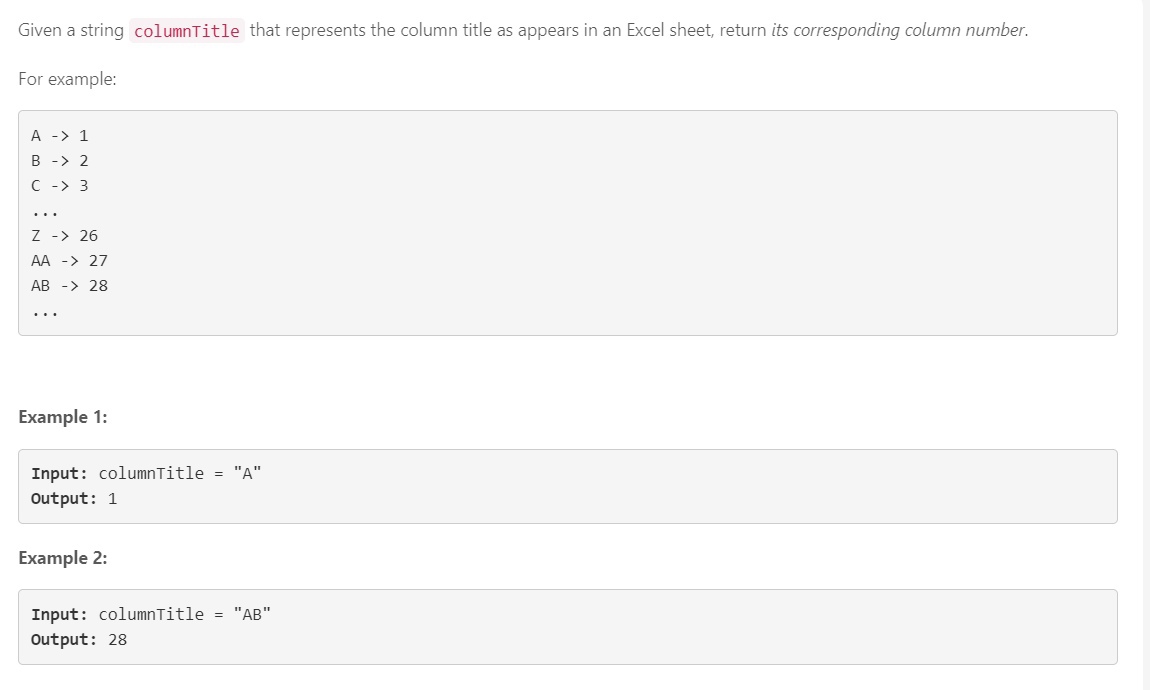 Given a string columnTitle that represents the column title as appears in an Excel sheet, return its corresponding column number.
For example:
A -> 1
B -> 2
C -> 3
...
Z -> 26
AA -> 27
AB -> 28
...
Example 1:
Input: columnTitle = "A"
Output: 1
Example 2:
Input: columnTitle = "AB"
Output: 28